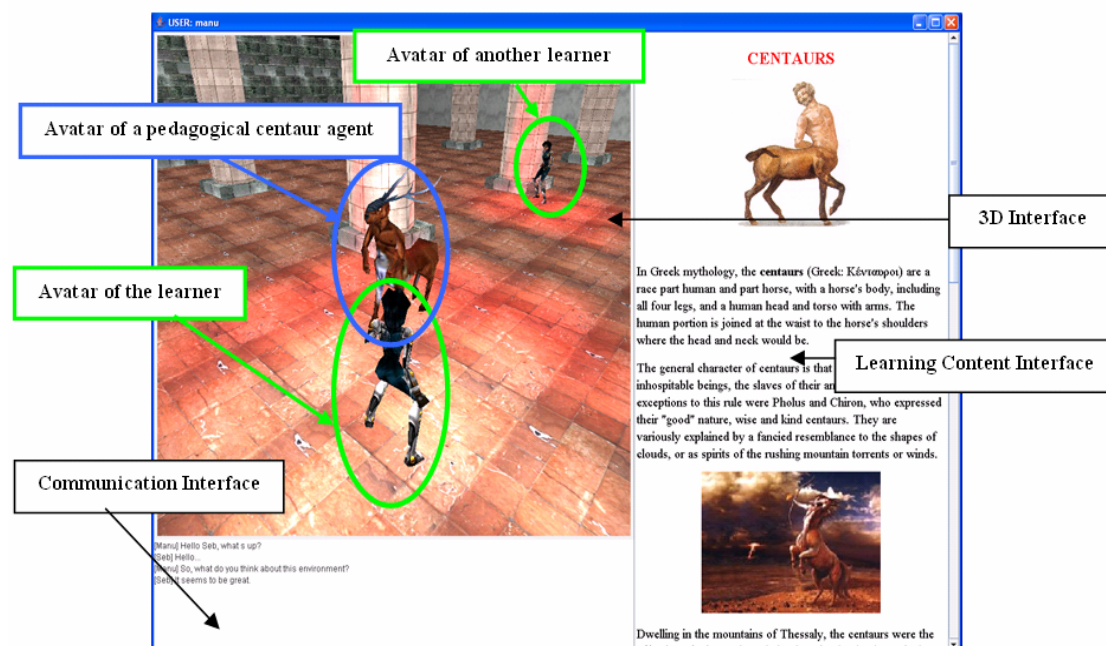 USER: manu
Avatar of another learner
CENTAURS
Avatar of a pedagogical centaur agent
3D Interface
Avatar of the learner
In Greek mythology, the centaurs (Greek: Κένταυροι) are a
race part human and part horse, with a horse's body, including
all four legs, and a human head and torso with arms. The
human portion is joined at the waist to the horse's shoulders
where the head and neck would be.
Learning Content Interface
The general character of centaurs is that
inhospitable beings, the slaves of their
exceptions to this rule were Pholus and Chiron, who expressed
their "good" nature, wise and kind centaurs. They are
variously explained by a fancied resemblance to the shapes of
clouds, or as spirits of the rushing mountain torrents or winds.
Communication Interface
[Manu] Hello Seb, what s up?
[Seb] Hello...
[Manu] So, what do you think about this environment?
[Seb] It seems to be great.
Dwelling in the mountains of Thessaly, the centaurs were the